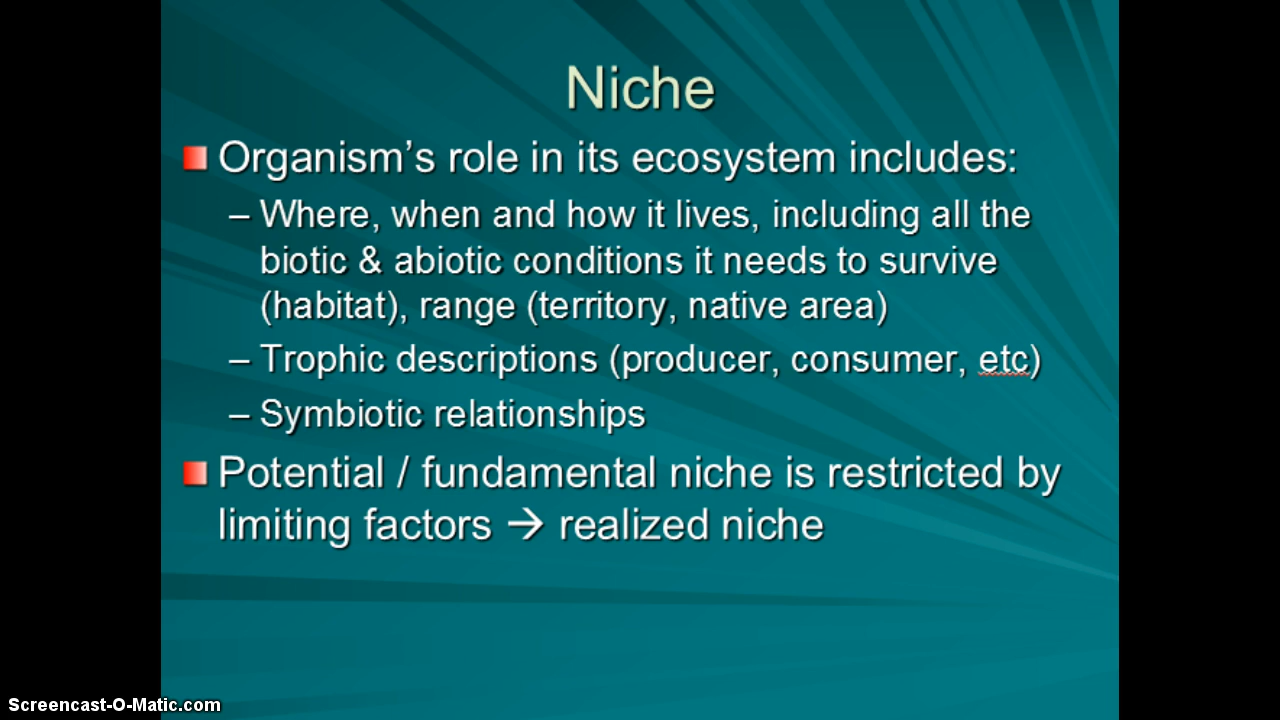 Niche
Organism’s role in its ecosystem includes:
– Where, when and how it lives, including all the
biotic & abiotic conditions it needs to survive
(habitat), range (territory, native area)
– Trophic descriptions (producer, consumer, etc)
– Symbiotic relationships
Potential / fundamental niche is restricted by
limiting factors → realized niche
Screencast-O-Matic.com